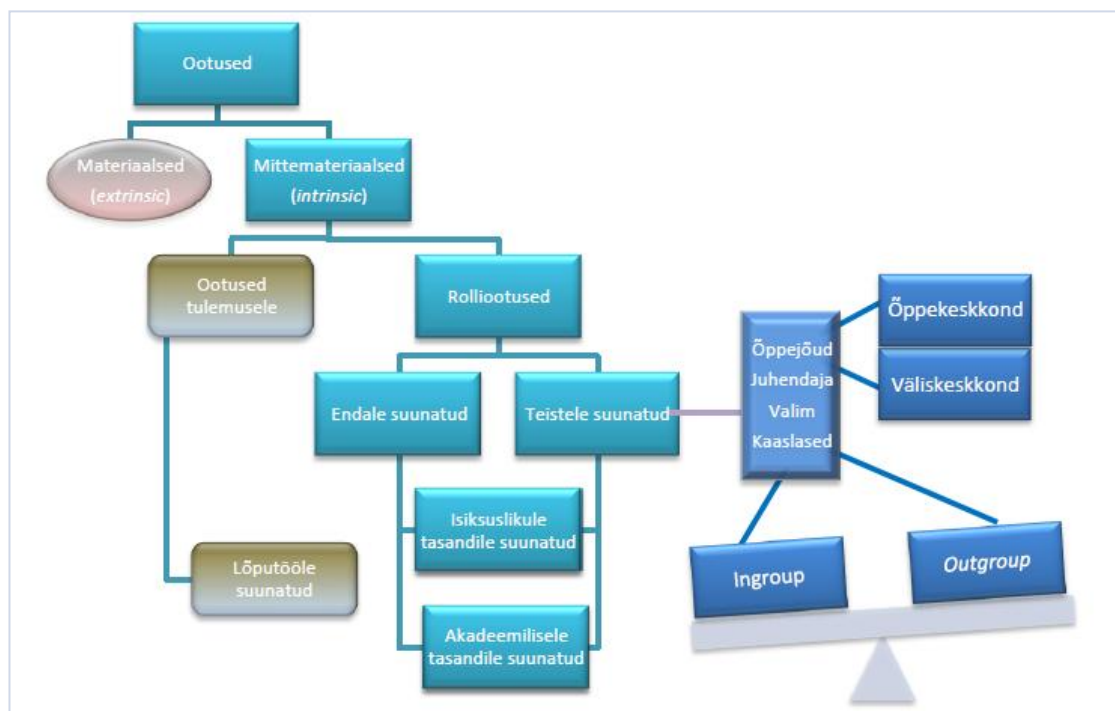 Ootused
Materiaalsed
(extrinsic)
Mittemateriaalsed
(intrinsic)
Ootused
tulemusele
Rolliootused
Endale suunatud
Teistele suunatud
Isiksuslikule
tasandile suunatud
Akadeemilisele
tasandile suunatud
Lõputööle
suunatud
Õppejõud
Juhendaja
Valim
Kaaslased
Õppekeskkond
Väliskeskkond
Ingroup
Outgroup